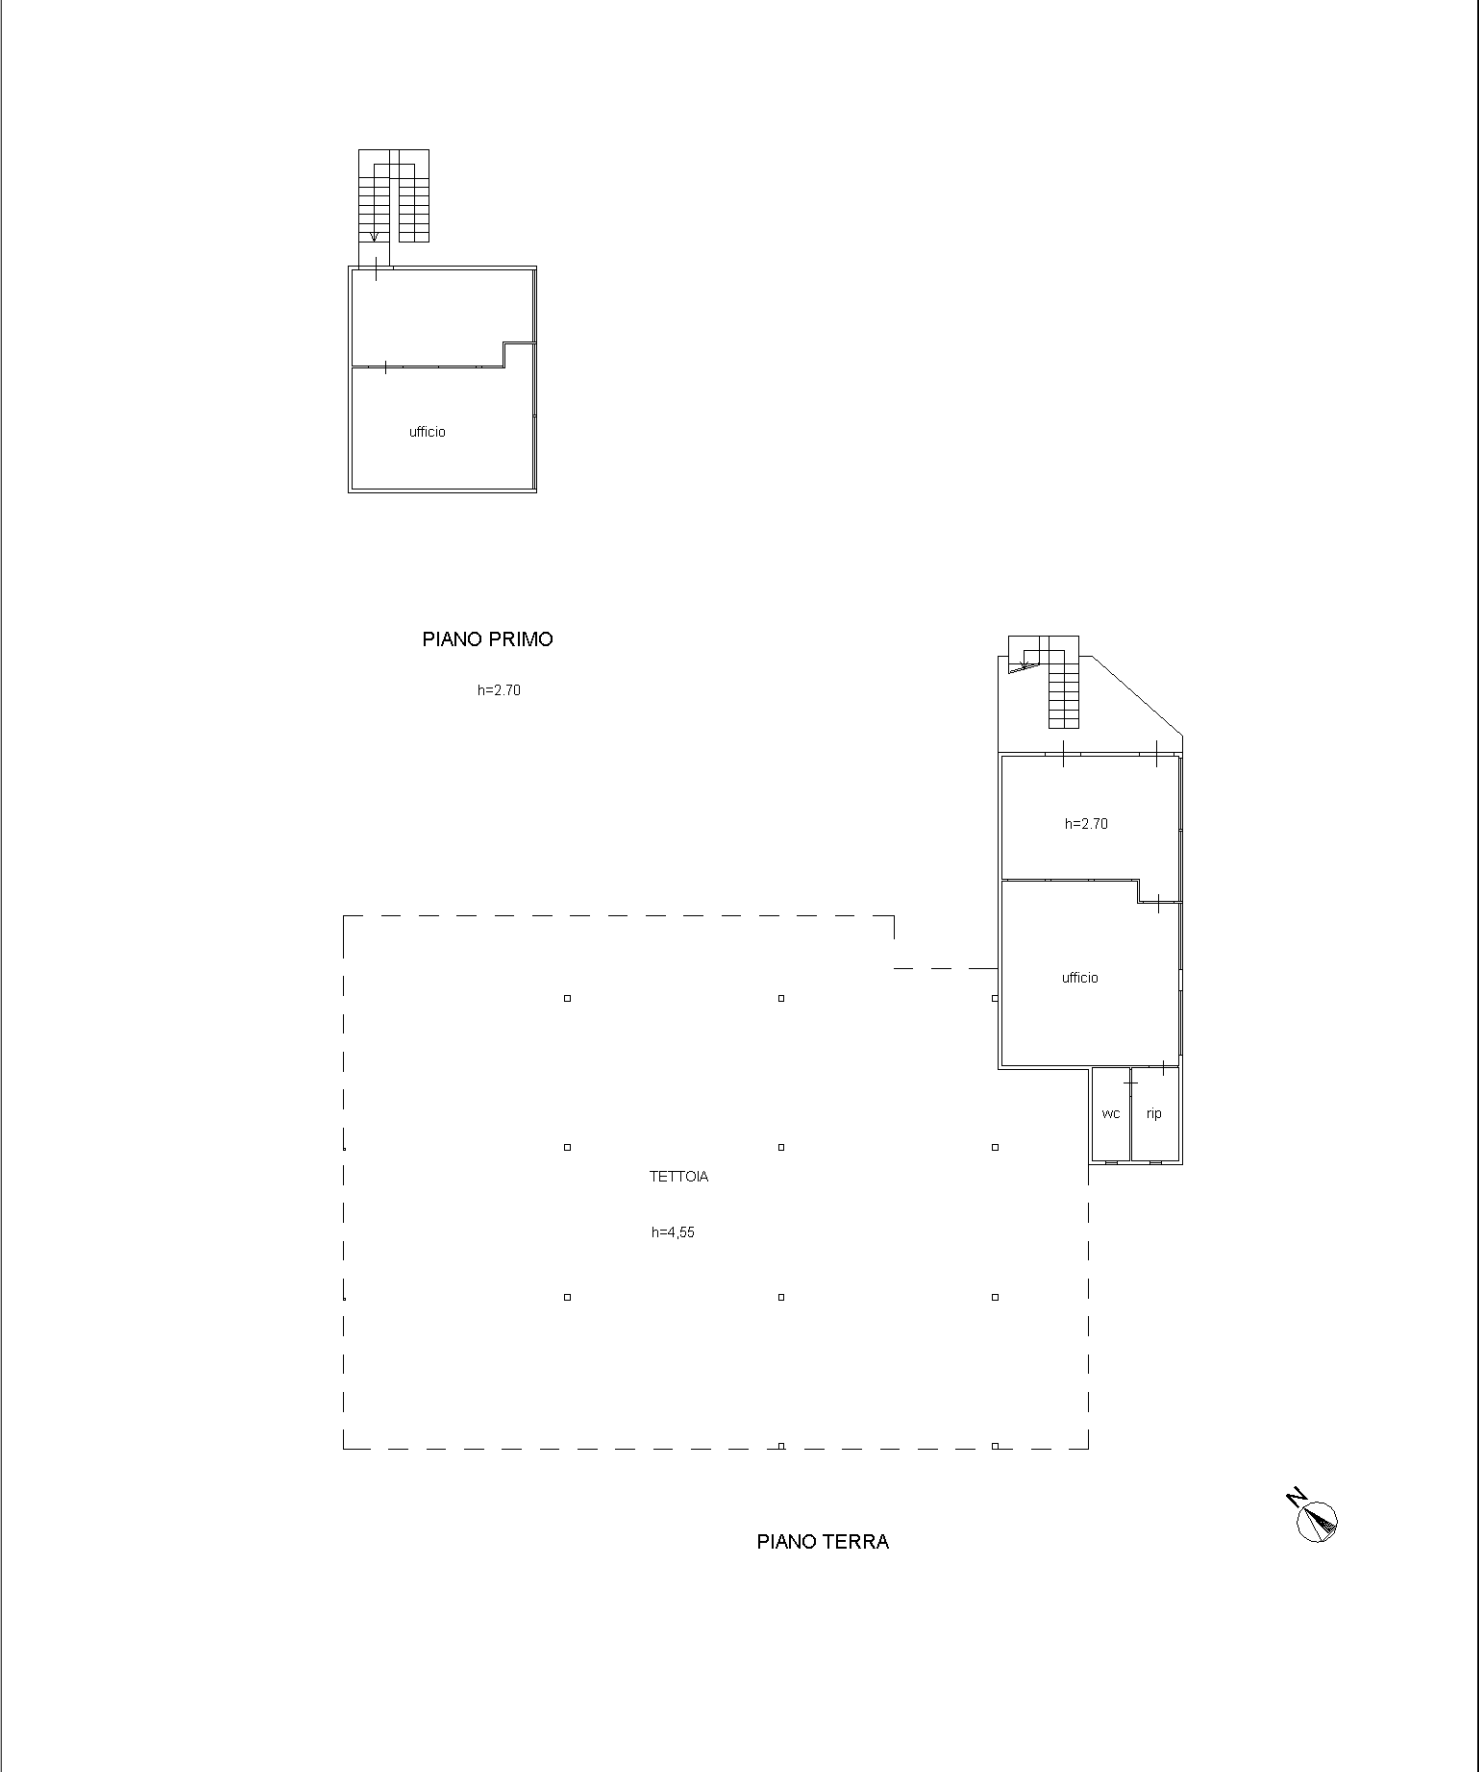 ufficio
PIANO PRIMO
h=2.70
h=2.70
ufficio
wc rip
TETTOIA
h=4,55
N
PIANO TERRA